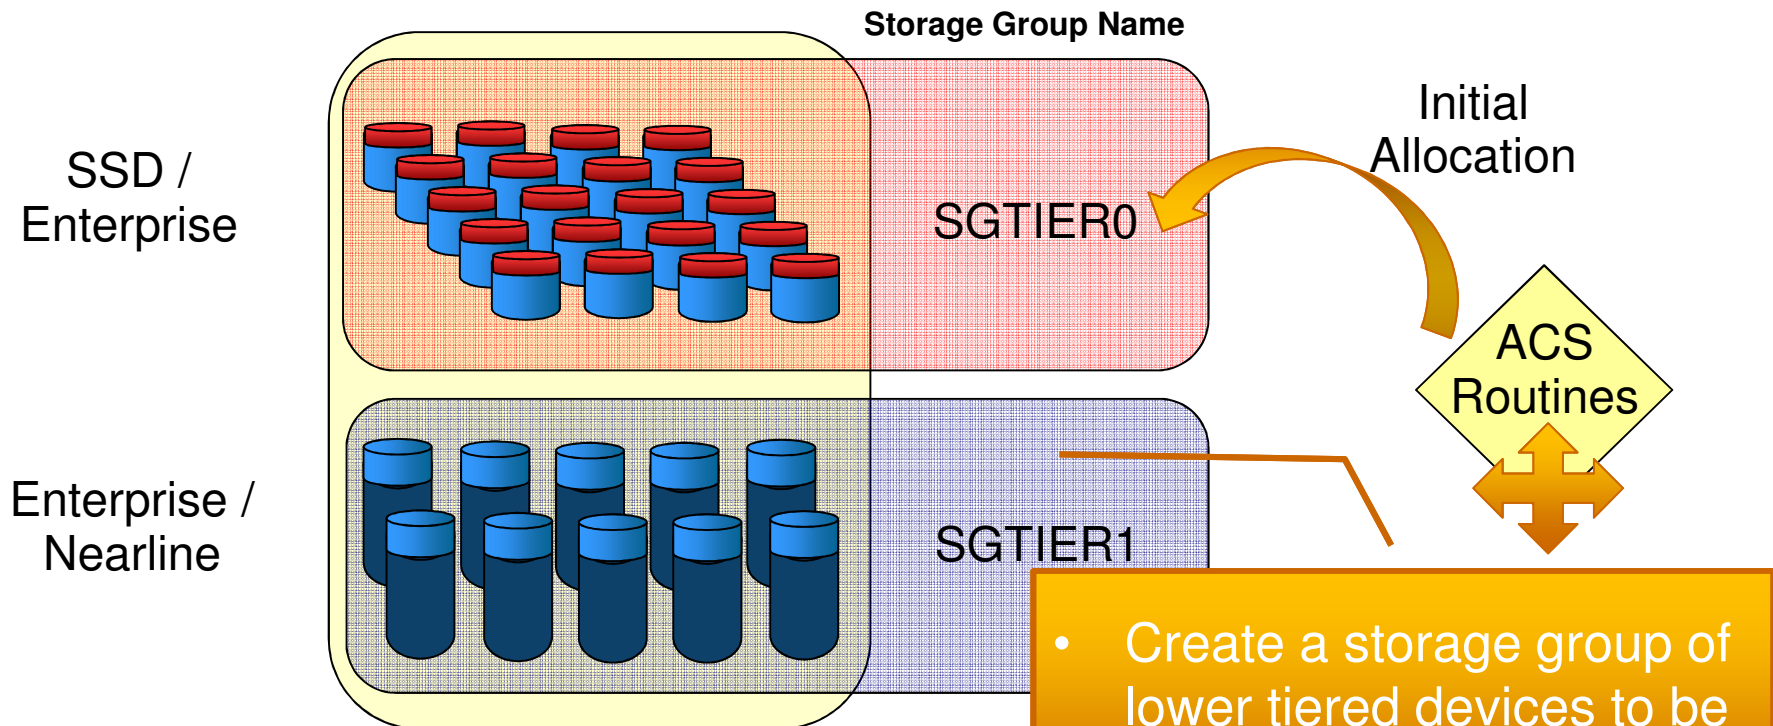 Storage Group Name
Initial
Allocation
SSD /
Enterprise
SGTIER0
ACS
Routines
Enterprise /
Nearline
SGTIER1
• Create a storage group of
lower tiered devices to be